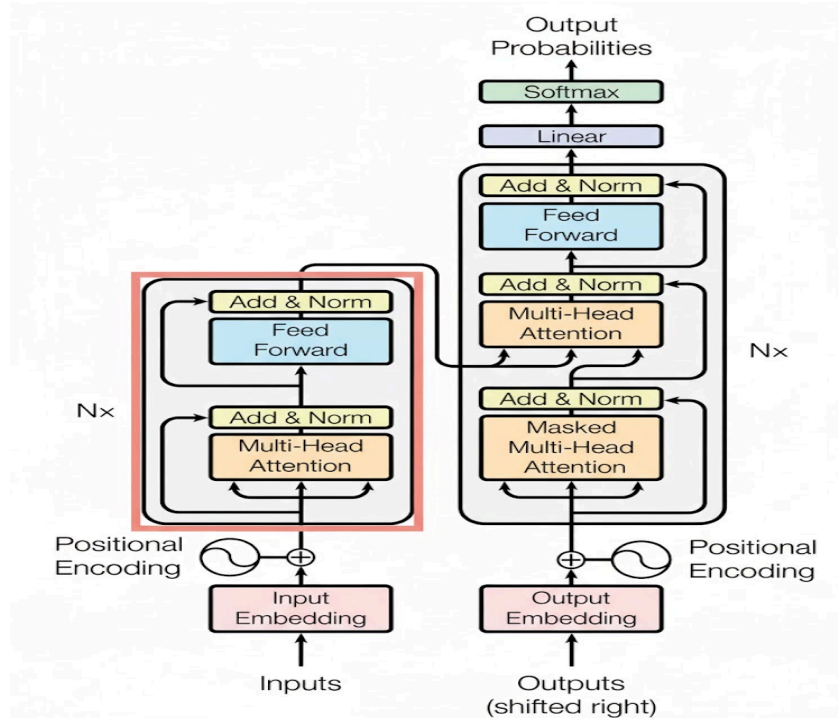 Output
Probabilities
Softmax
Linear
Add & Norm
Feed
Forward
Add & Norm
Multi-Head
Attention
Nx
Add & Norm
Masked
Multi-Head
Attention
Add & Norm
Feed
Forward
Nx
Add & Norm
Multi-Head
Attention
Positional
Encoding
Positional
Encoding
Input
Embedding
Output
Embedding
Inputs
Outputs
(shifted right)